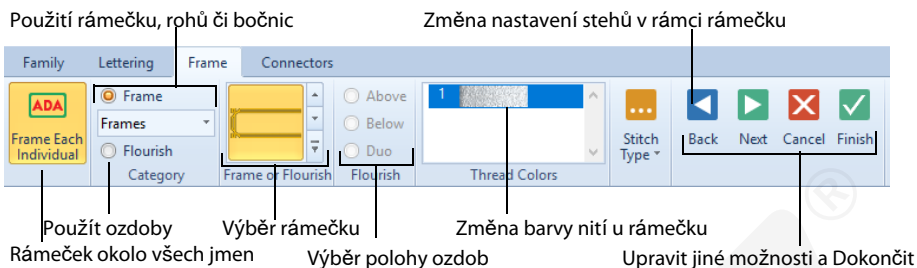 Použití rámečku, rohů či bočnic
Změna nastavení stehů v rámci rámečku
Family Lettering Frame Connectors
ADA
Frame Each
Individual
Frame
Frames
Flourish
Category
Frame or Flourish
Above
Below
Duo
Flourish
1
Thread Colors
Stitch
Type
Back Next Cancel Finish
Použít ozdoby
Výběr rámečku
Změna barvy nití u rámečku
Rámeček okolo všech jmen
Výběr polohy ozdob
Upravit jiné možnosti a Dokončit
®